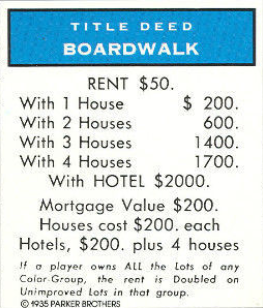 TITLE DEED
BOARDWALK
RENT $50.
With 1 House $ 200.
With 2 Houses 600.
With 3 Houses 1400.
With 4 Houses 1700.
With HOTEL $2000.
Mortgage Value $200.
Houses cost $200. each
Hotels, $200. plus 4 houses
If a player owns ALL the Lots of any
Color-Group, the rent is Doubled on
Unimproved Lots in that group.
© 1935 PARKER BROTHERS